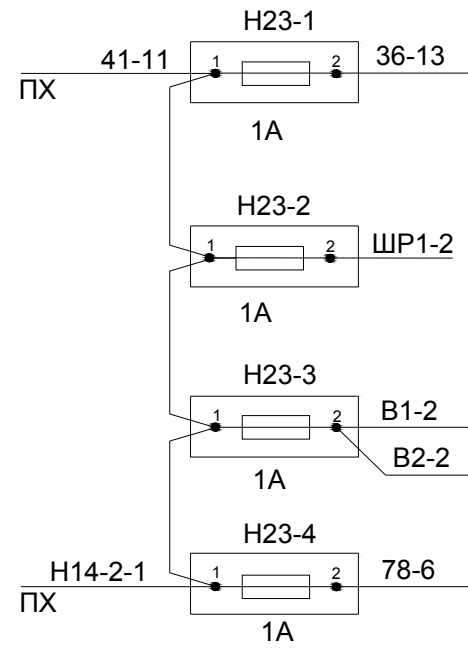 Н23-1
41-11 1 2 36-13
ПХ
1А
Н23-2
1 2 ШР1-2
1А
Н23-3
1 2 В1-2
В2-2
1А
Н23-4
Н14-2-1 1 2 78-6
ПХ
1А